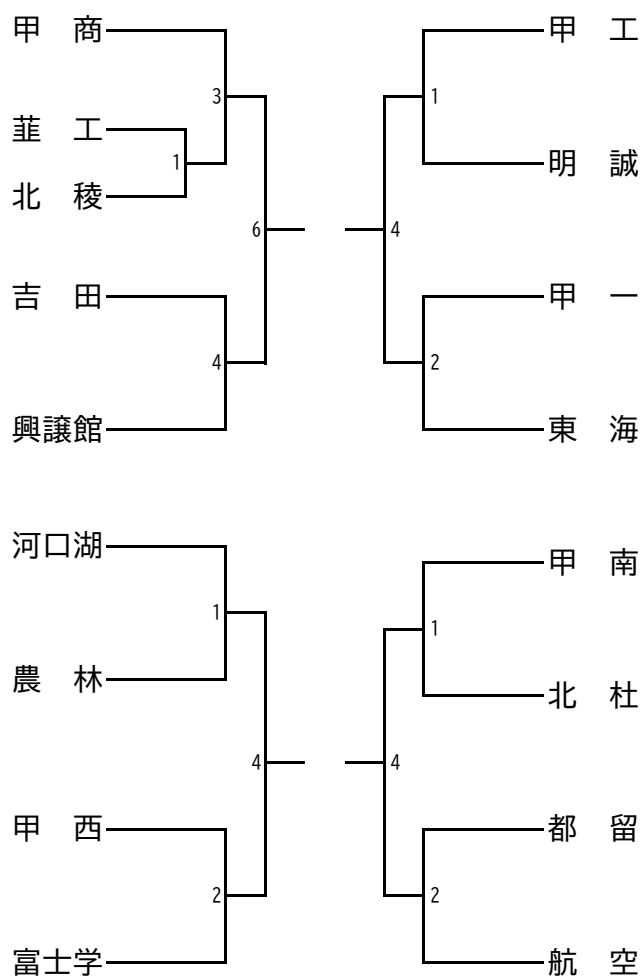 甲 商
3
韮 工
1
北 稜
6
吉 田
4
興譲館
甲 工
1
明 誠
4
甲 一
2
東 海
河口湖
1
農 林
4
甲 西
2
富士学
甲 南
1
北 杜
4
都 留
2
航 空